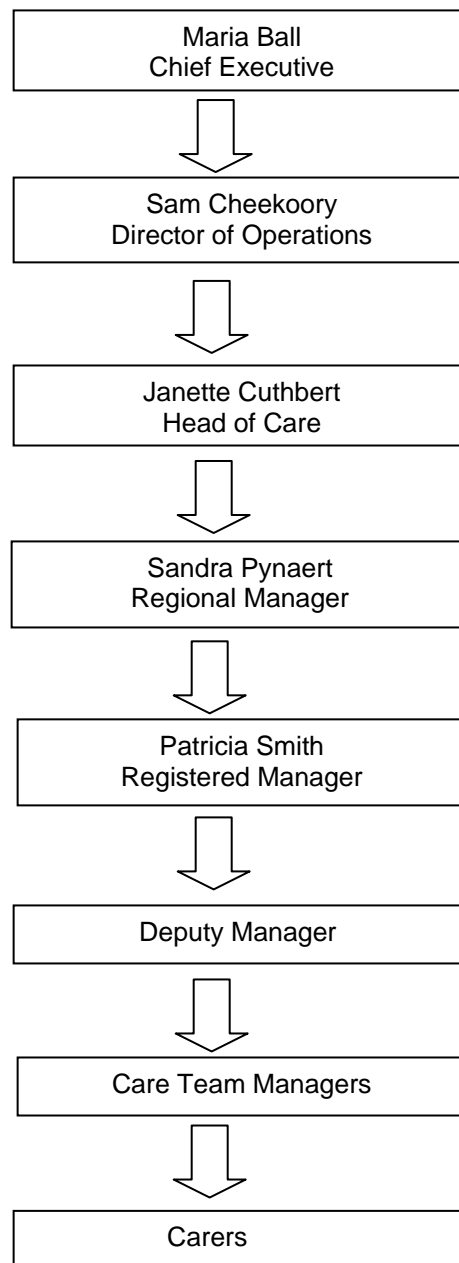 Maria Ball
Chief Executive
Sam Cheekoory
Director of Operations
Janette Cuthbert
Head of Care
Sandra Pynaert
Regional Manager
Patricia Smith
Registered Manager
Deputy Manager
Care Team Managers
Carers